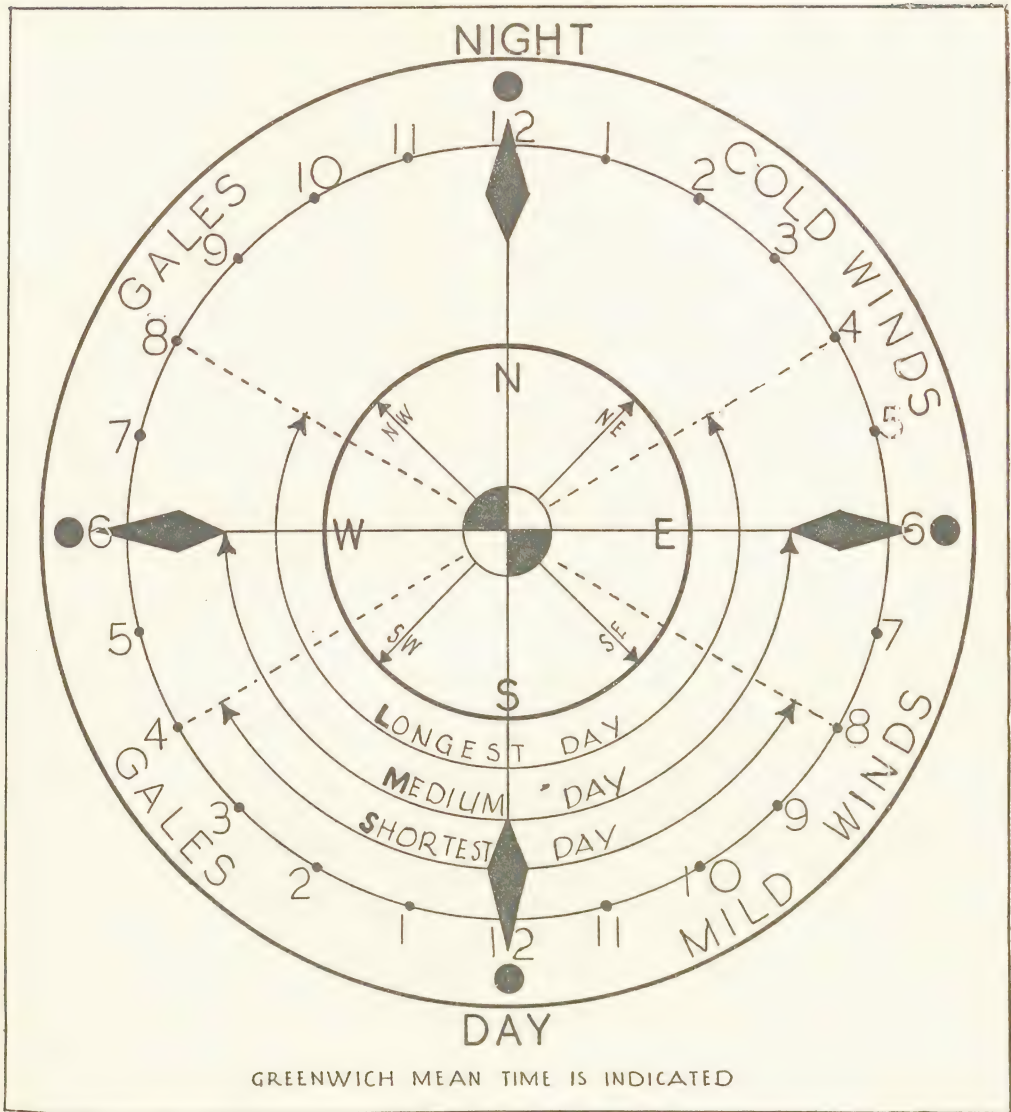 NIGHT
12
1
2
3
4
5
6
7
8
9
10
11
12
1
2
3
4
5
6
7
8
9
10
11
GALES
COLD WINDS
GALES
MILD WINDS
N
N/W
NE
W
E
S/W
SE
S
LONGEST DAY
MEDIUM DAY
SHORTEST DAY
DAY
GREENWICH MEAN TIME IS INDICATED